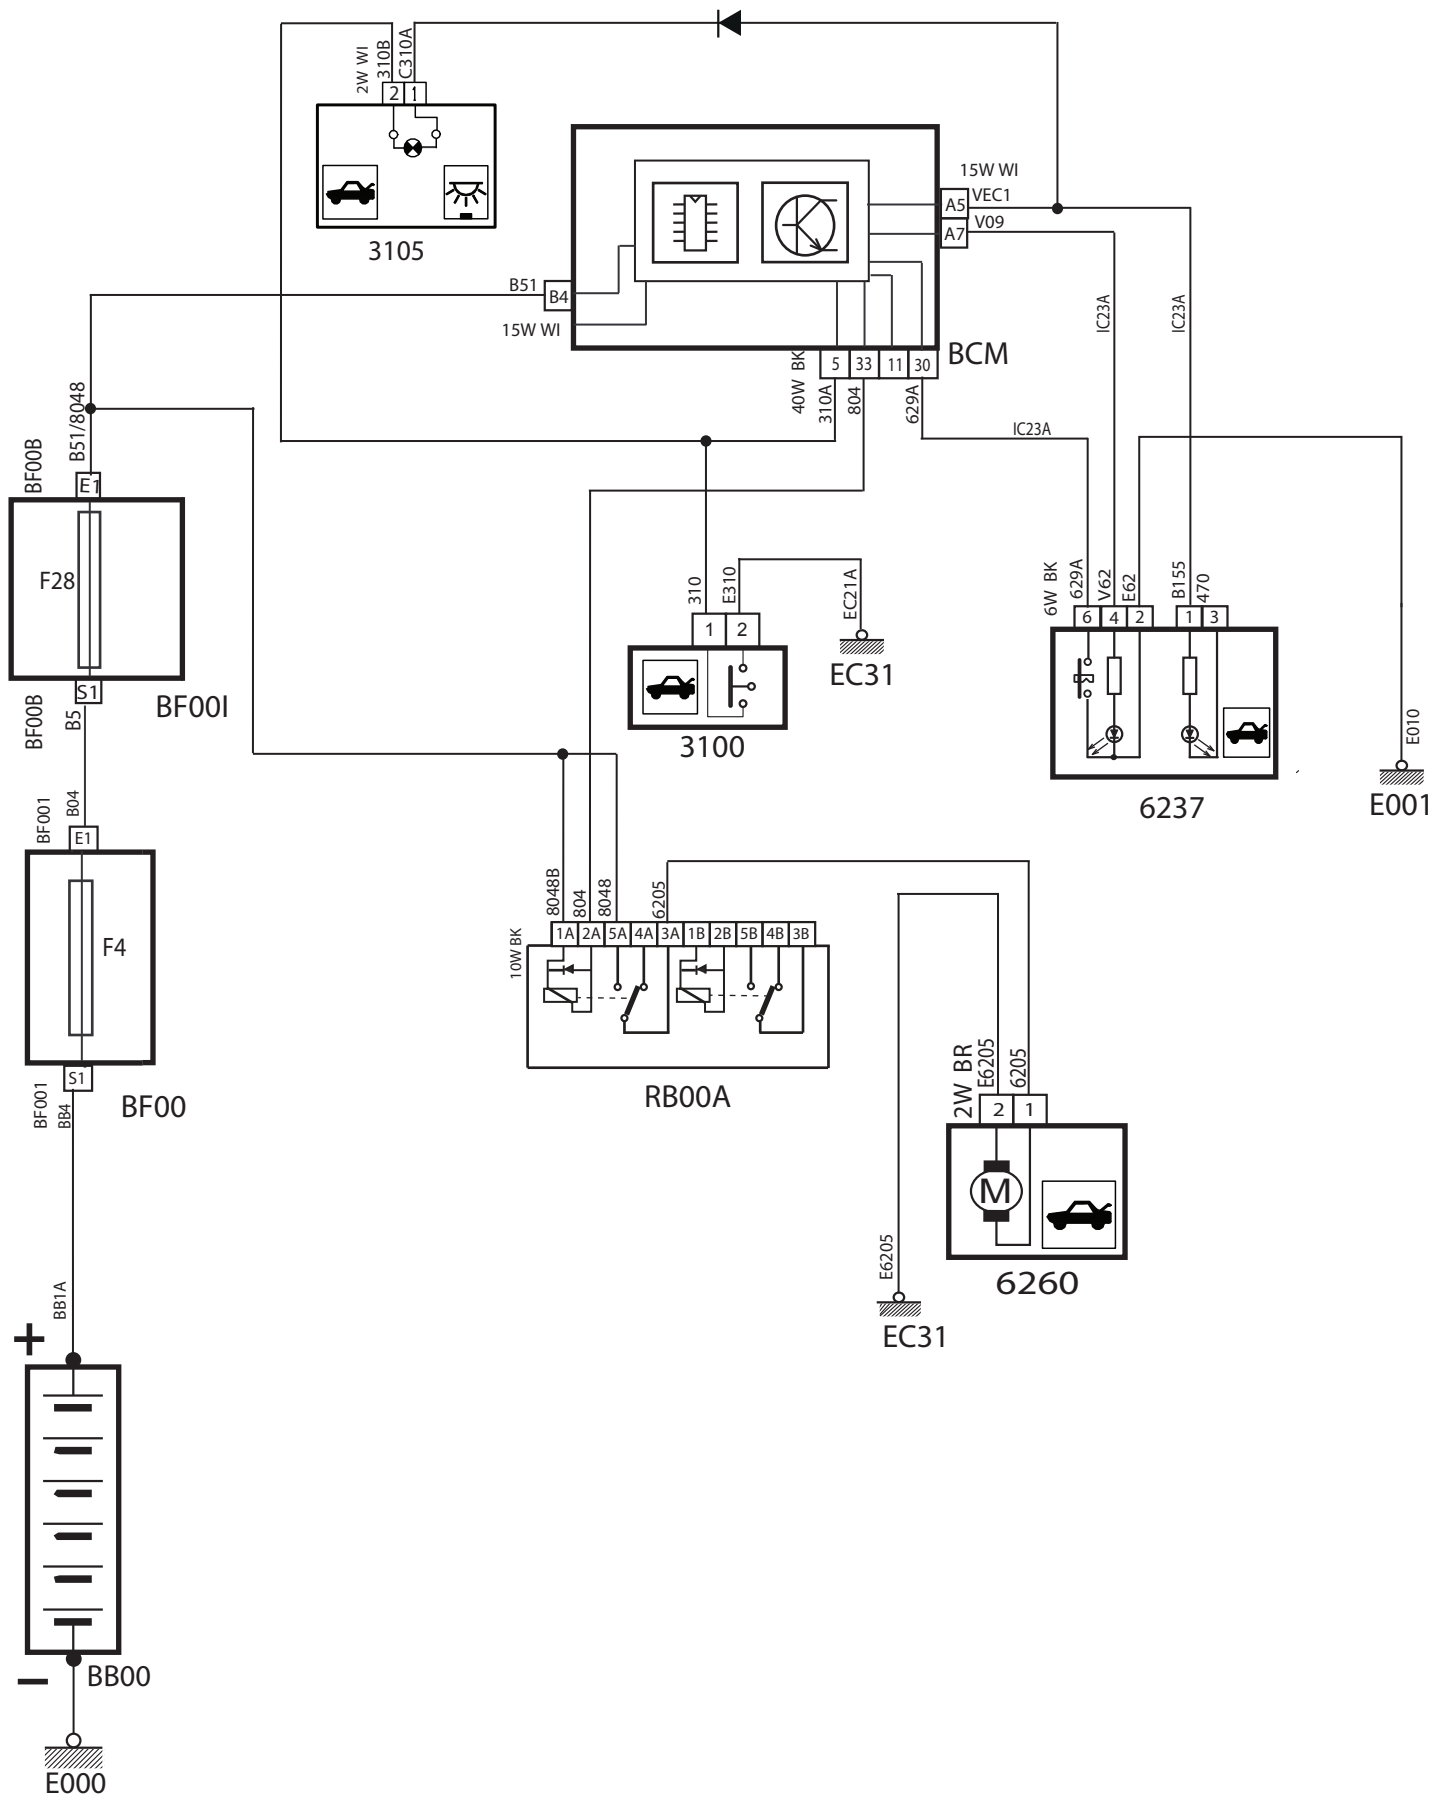 2W WI
310B
C310A
2 1
3105
15W WI
A5 VEC1
A7 V09
B51
B4
15W WI
BCM
5 33 11 30
40W BK
310A
804
629A
IC23A
IC23A
IC23A
B51/8048
BF00B
E1
F28
S1
BF00B
B5
BF00I
310
E310
EC21A
1 2
3100
EC31
6W BK
629A
V62
E62
B155
470
6 4 2 1 3
6237
E010
E001
BF001
B04
E1
F4
S1
BF001
BB4
BF00
8048B
804
8048
6205
10W BK
1A 2A 5A 4A 3A 1B 2B 5B 4B 3B
RB00A
2W BR
E6205
6205
2 1
M
6260
E6205
EC31
BB1A
+
−
BB00
E000